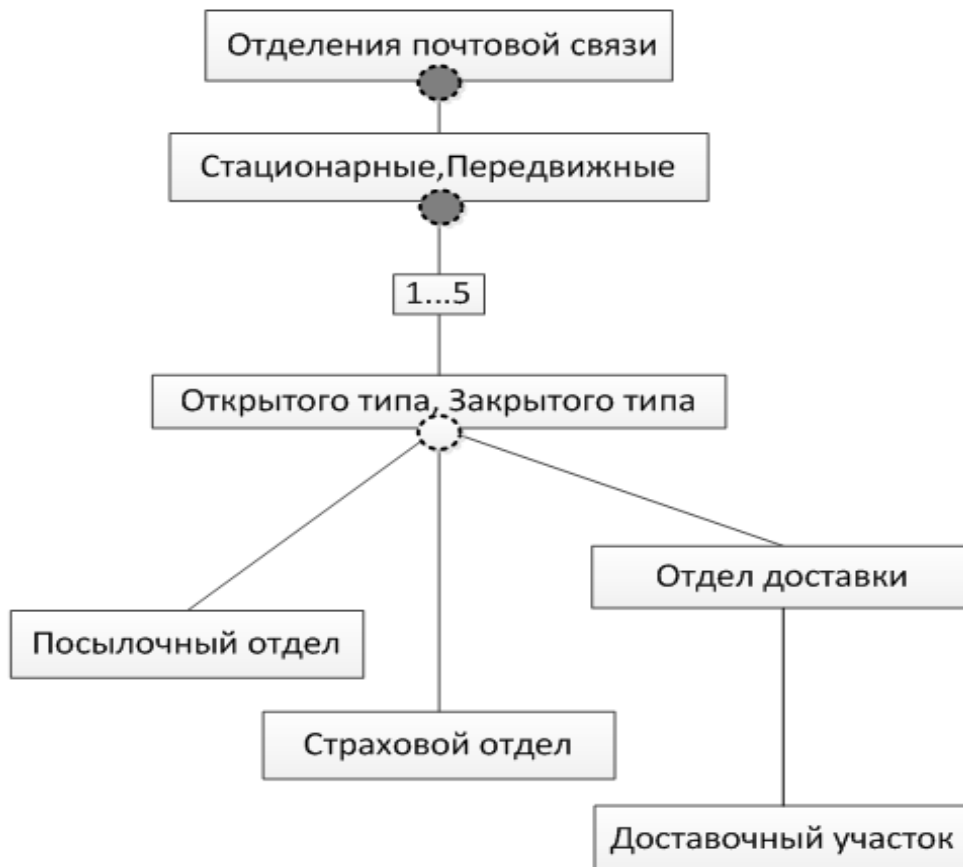 Отделения почтовой связи
Стационарные,Передвижные
1...5
Открытого типа, Закрытого типа
Отдел доставки
Посылочный отдел
Страховой отдел
Доставочный участок